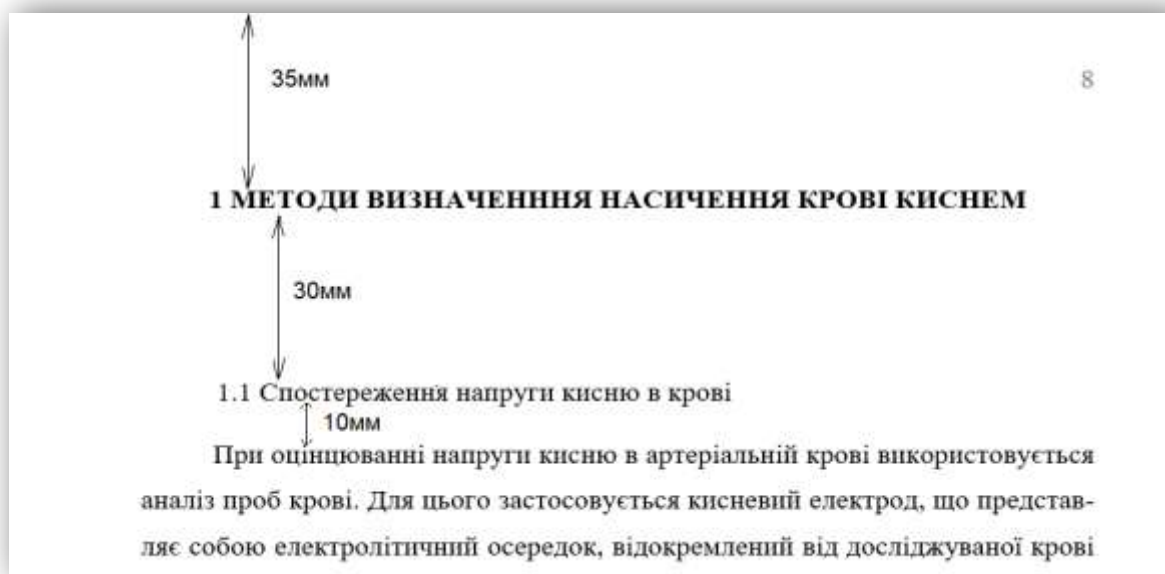 35мм
8
1 МЕТОДИ ВИЗНАЧЕНННЯ НАСИЧЕННЯ КРОВІ КИСНЕМ
30мм
1.1 Спостереження напруги кисню в крові
10мм
При оцінцюванні напруги кисню в артеріальній крові використовується
аналіз проб крові. Для цього застосовується кисневий електрод, що представ-
ляє собою електролітичний осередок, відокремлений від досліджуваної крові